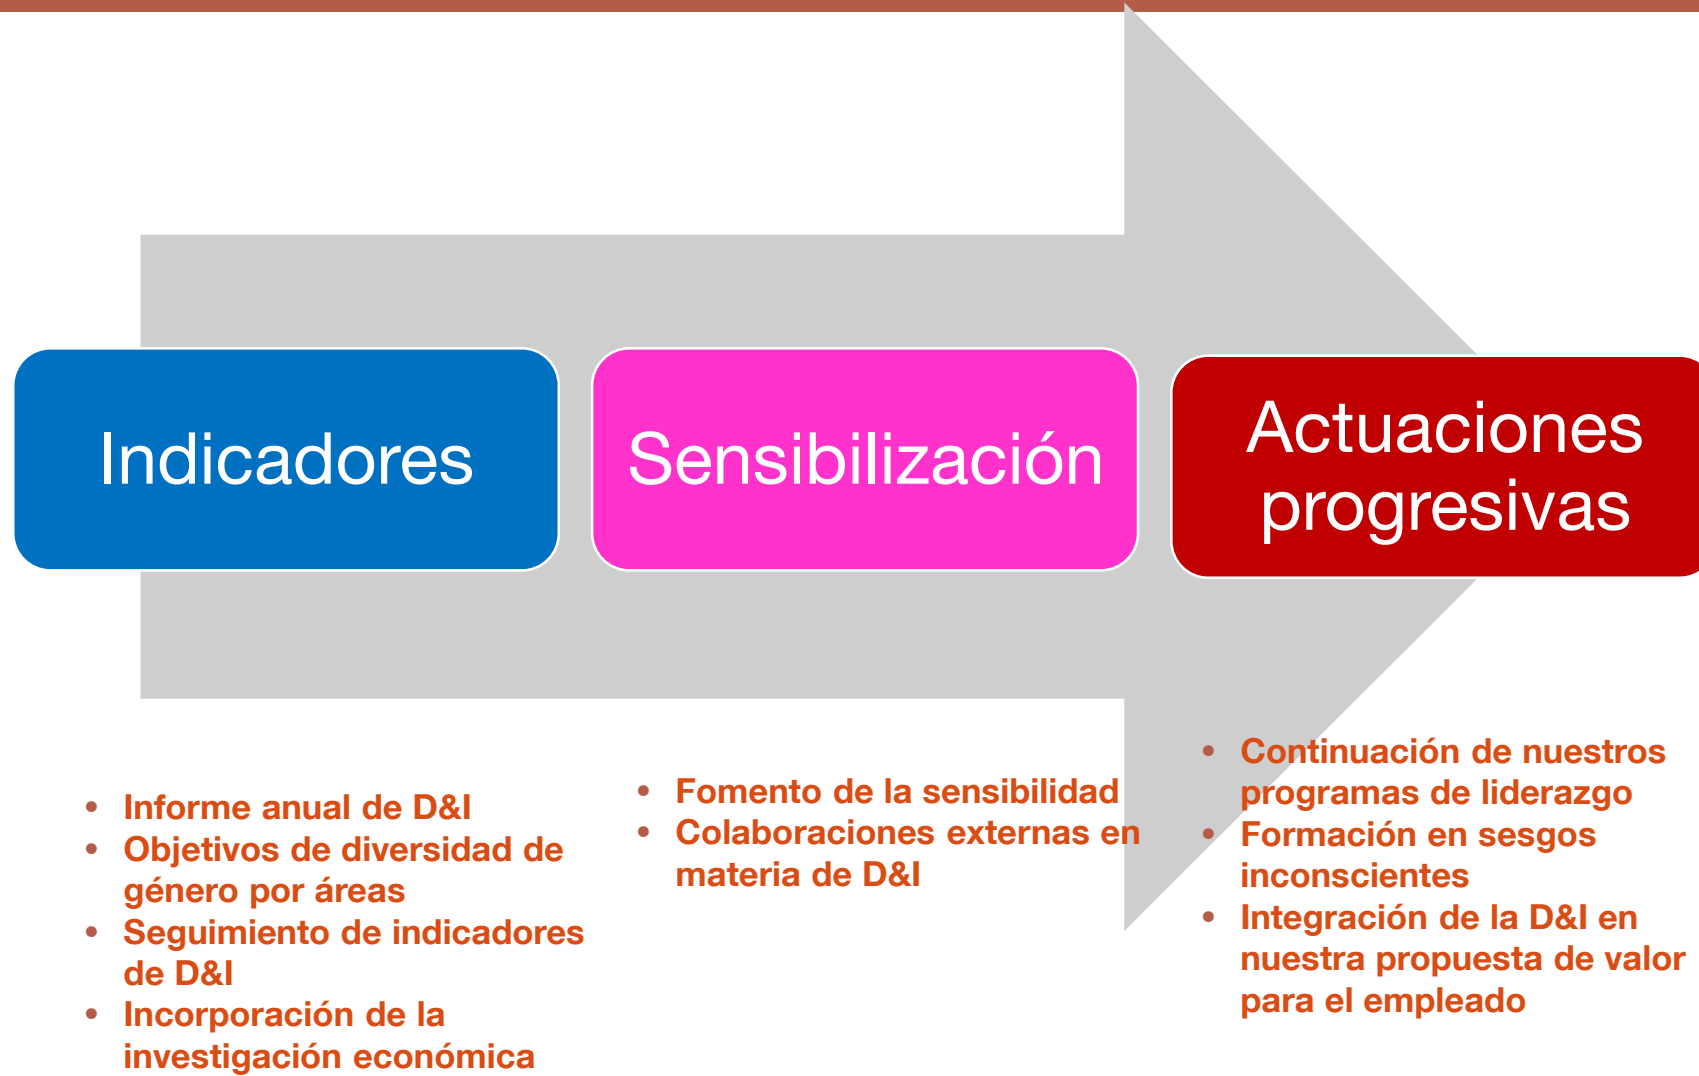 Indicadores
Sensibilización
Actuaciones
progresivas
• Informe anual de D&I
• Objetivos de diversidad de
género por áreas
• Seguimiento de indicadores
de D&I
• Incorporación de la
investigación económica
• Fomento de la sensibilidad
• Colaboraciones externas en
materia de D&I
• Continuación de nuestros
programas de liderazgo
• Formación en sesgos
inconscientes
• Integración de la D&I en
nuestra propuesta de valor
para el empleado